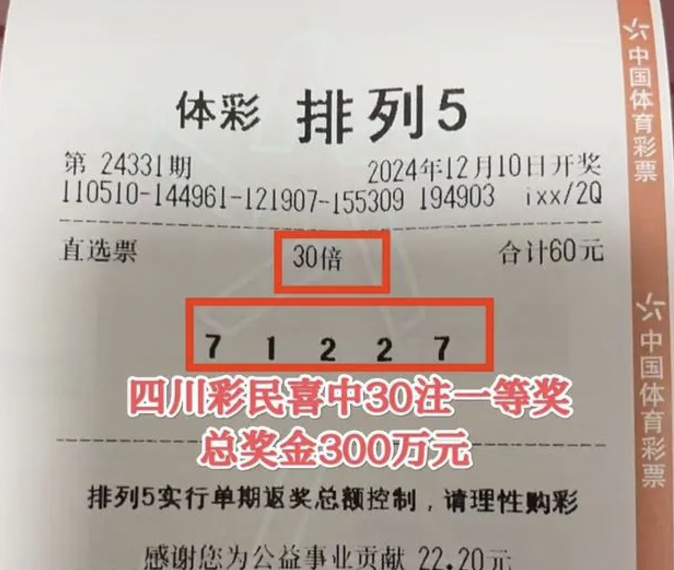 体彩 排列5
第 24331期 2024年12月10日开奖
110510-144961-121907-155309 194903 ixx/2Q
直选票 30倍 合计60元
7 1 2 2 7
四川彩民喜中30注一等奖
总奖金300万元
排列5实行单期返奖总额控制，请理性购彩
感谢您为公益事业贡献 22.20元
中国体育彩票
中国体育彩票